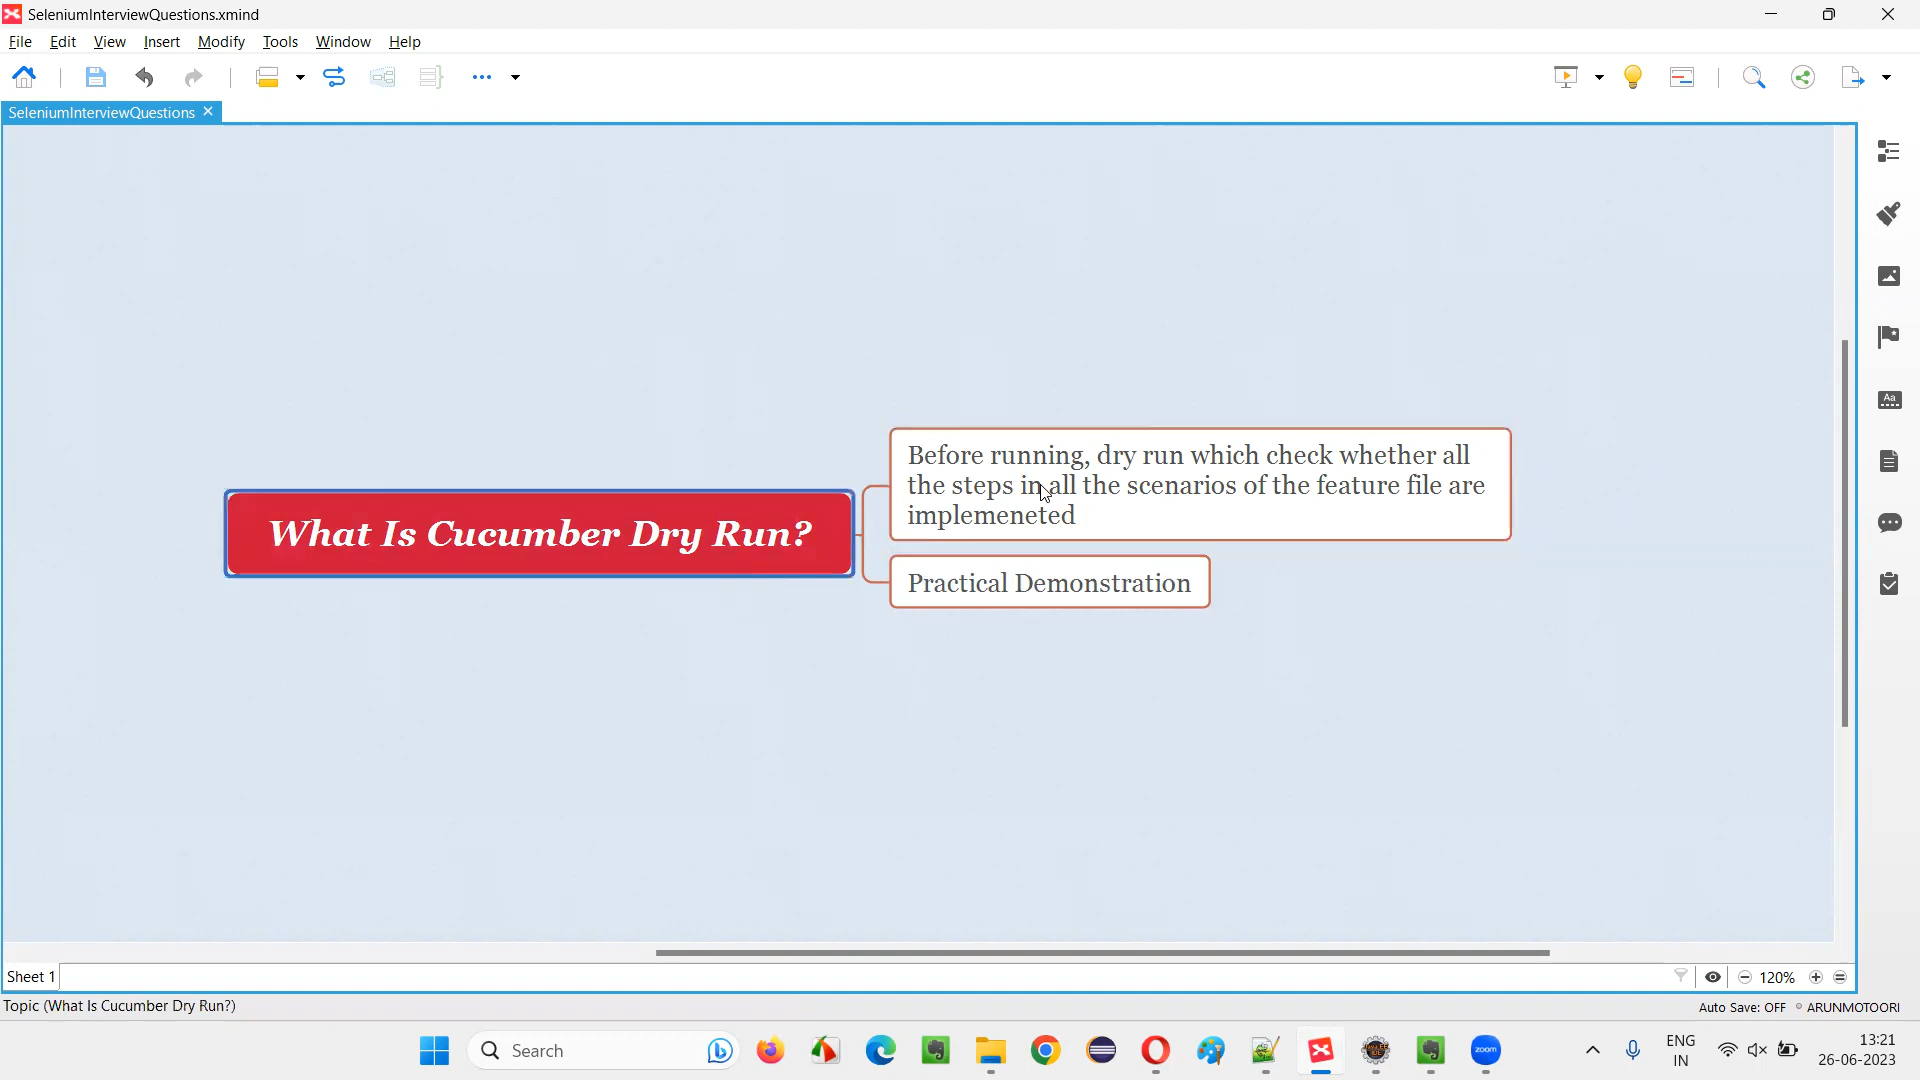 SeleniumInterviewQuestions.xmind
File Edit View Insert Modify Tools Window Help
SeleniumInterviewQuestions
What Is Cucumber Dry Run?
Before running, dry run which check whether all
the steps in all the scenarios of the feature file are
implemeneted
Practical Demonstration
Aa
Sheet 1
120%
Topic (What Is Cucumber Dry Run?)
Auto Save: OFF ARUNMOTOORI
Search
zoom
ENG
IN
13:21
26-06-2023